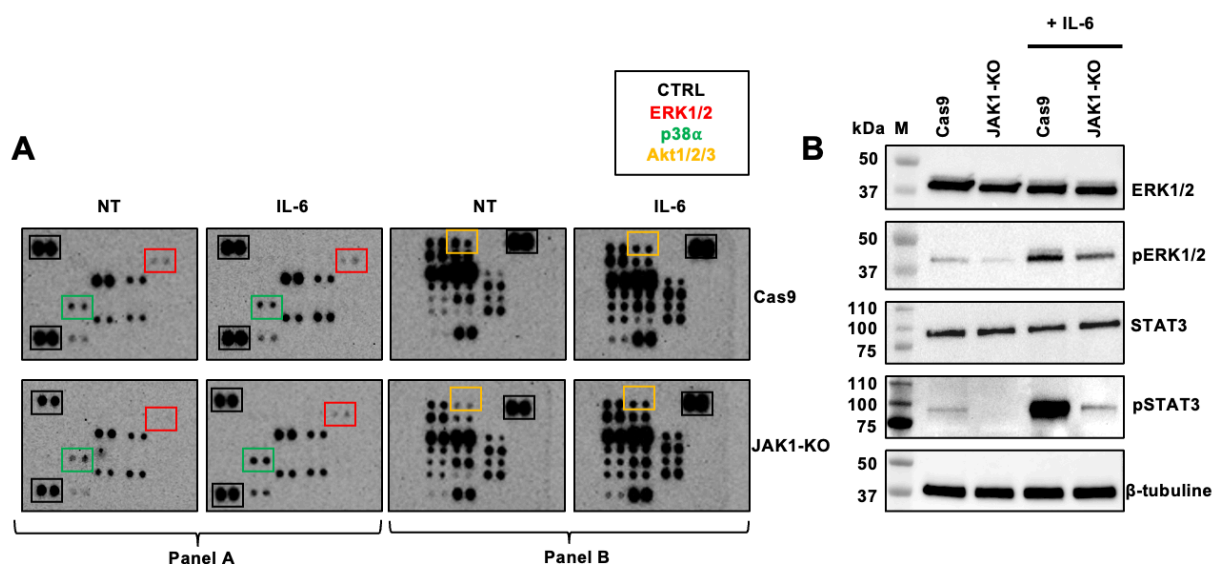 A
CTRL
ERK1/2
p38α
Akt1/2/3
NT
IL-6
NT
IL-6
Cas9
JAK1-KO
Panel A
Panel B
B
+ IL-6
kDa
M
Cas9
JAK1-KO
Cas9
JAK1-KO
50
37
ERK1/2
50
37
pERK1/2
110
100
75
STAT3
110
100
75
pSTAT3
50
37
β-tubuline